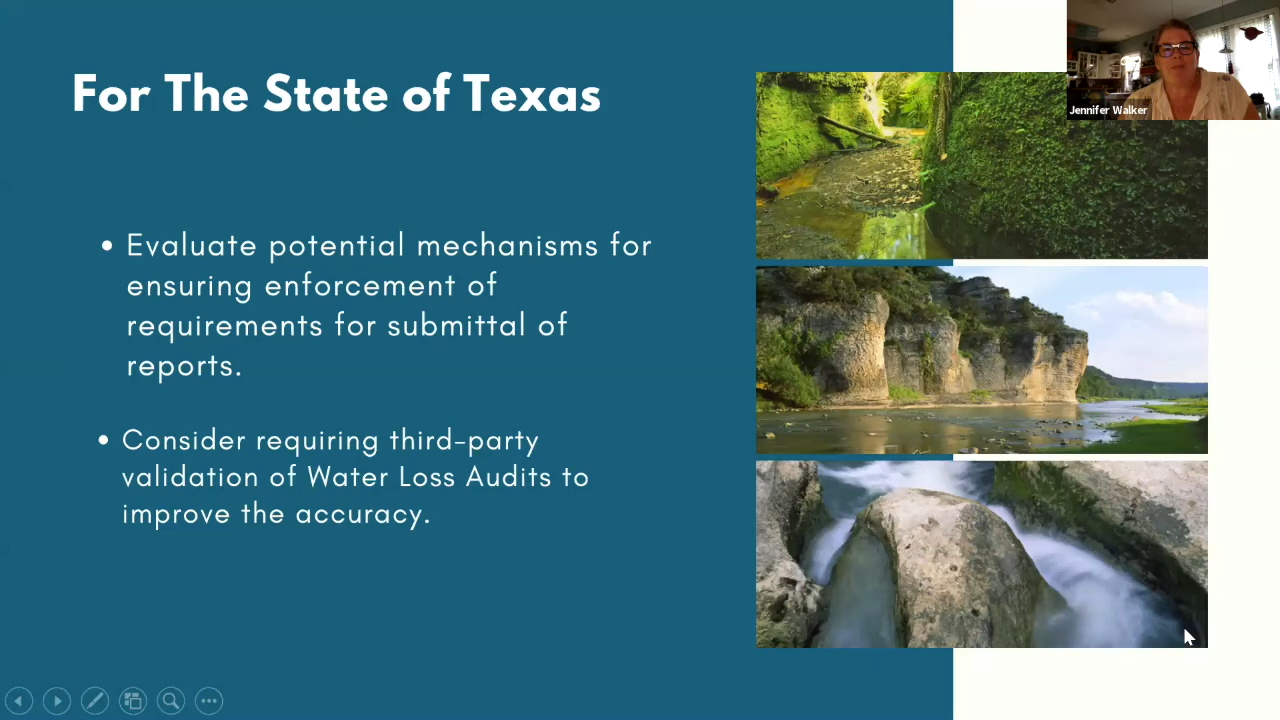 For The State of Texas
Jennifer Walker
• Evaluate potential mechanisms for
ensuring enforcement of
requirements for submittal of
reports.
• Consider requiring third-party
validation of Water Loss Audits to
improve the accuracy.